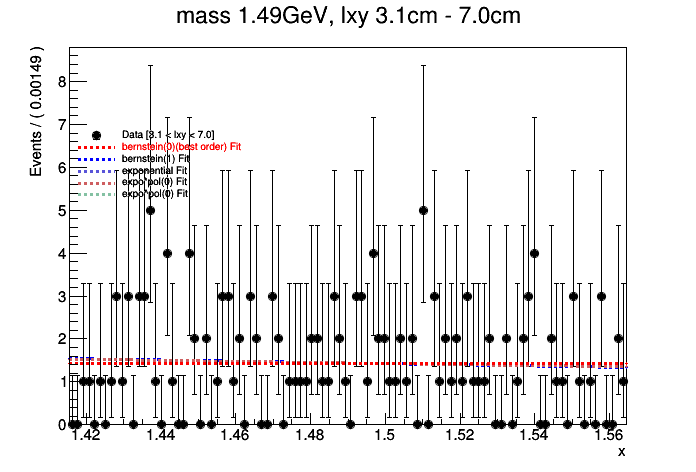 mass 1.49GeV, lxy 3.1cm - 7.0cm
Events / ( 0.00149 )
8
7
6
5
4
3
2
1
0
Data [3.1 < lxy < 7.0]
bernstein(0)(best order) Fit
bernstein(1) Fit
exponential Fit
expo*pol(0) Fit
expo*pol(0) Fit
1.42 1.44 1.46 1.48 1.5 1.52 1.54 1.56
x